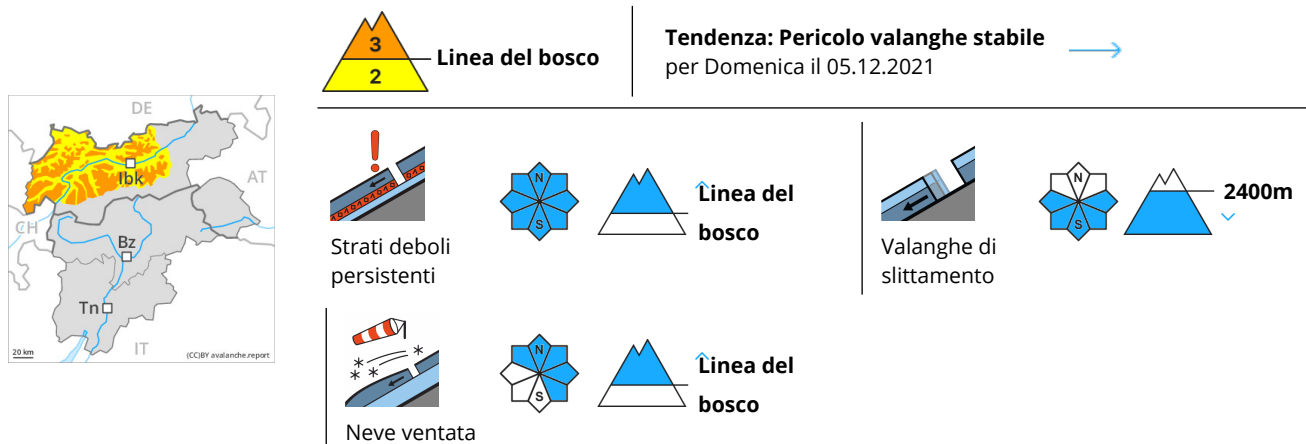 3
2
Linea del bosco
Tendenza: Pericolo valanghe stabile
per Domenica il 05.12.2021
DE
Ibk
AT
CH
Bz
Tn
IT
20 km
(CC)BY avalanche.report
Strati deboli
persistenti
N
S
Linea del
bosco
Valanghe di
slittamento
N
S
2400m
Neve ventata
N
S
Linea del
bosco